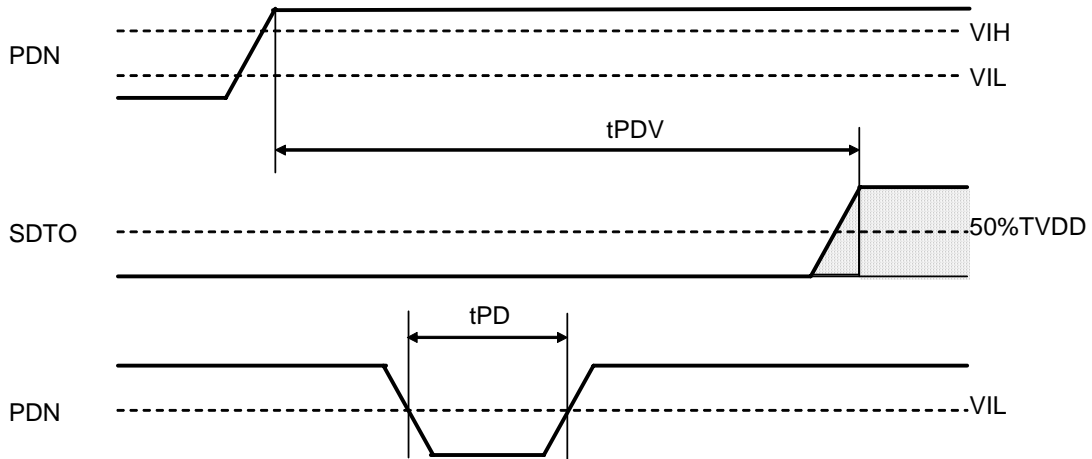 VIH
PDN
VIL
tPDV
SDTO
50%TVDD
tPD
PDN
VIL